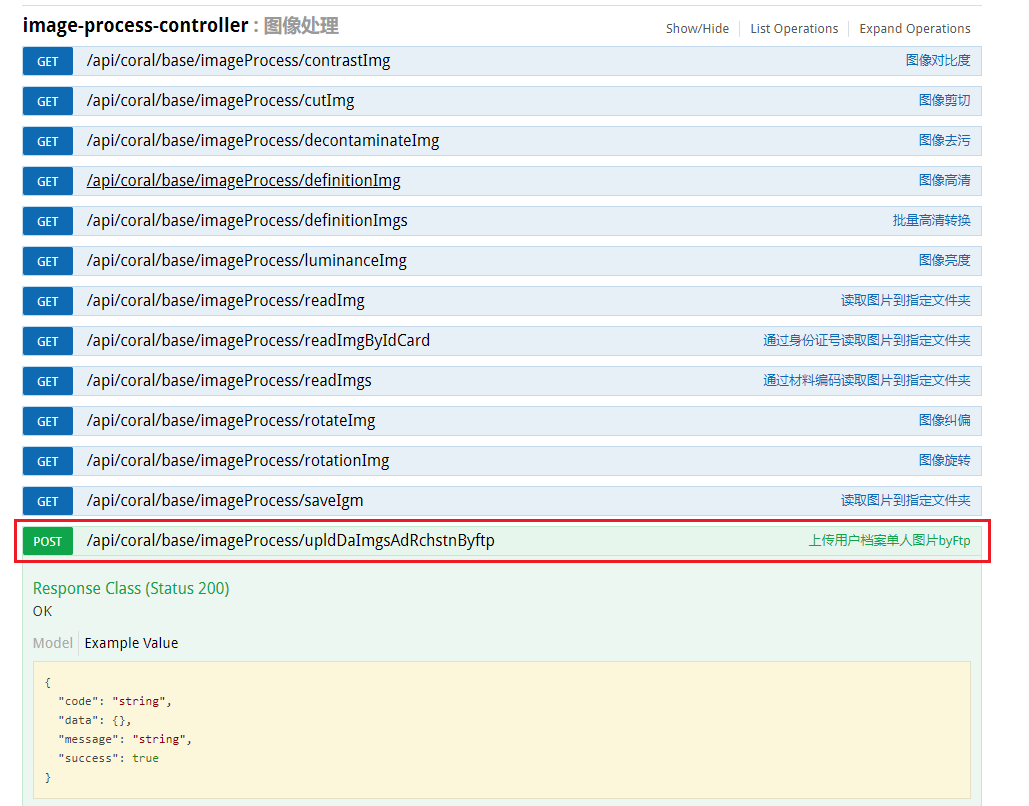 image-process-controller : 图像处理
Show/Hide List Operations Expand Operations
GET /api/coral/base/imageProcess/contrastImg 图像对比度
GET /api/coral/base/imageProcess/cutImg 图像剪切
GET /api/coral/base/imageProcess/decontaminateImg 图像去污
GET /api/coral/base/imageProcess/definitionImg 图像高清
GET /api/coral/base/imageProcess/definitionImgs 批量高清转换
GET /api/coral/base/imageProcess/luminanceImg 图像亮度
GET /api/coral/base/imageProcess/readImg 读取图片到指定文件夹
GET /api/coral/base/imageProcess/readImgByIdCard 通过身份证号读取图片到指定文件夹
GET /api/coral/base/imageProcess/readImgs 通过材料编码读取图片到指定文件夹
GET /api/coral/base/imageProcess/rotateImg 图像纠偏
GET /api/coral/base/imageProcess/rotationImg 图像旋转
GET /api/coral/base/imageProcess/saveIgm 读取图片到指定文件夹
POST /api/coral/base/imageProcess/upldDaImgsAdRchstnByftp 上传用户档案单人图片byFtp
Response Class (Status 200)
OK
Model Example Value
{
"code": "string",
"data": {},
"message": "string",
"success": true
}